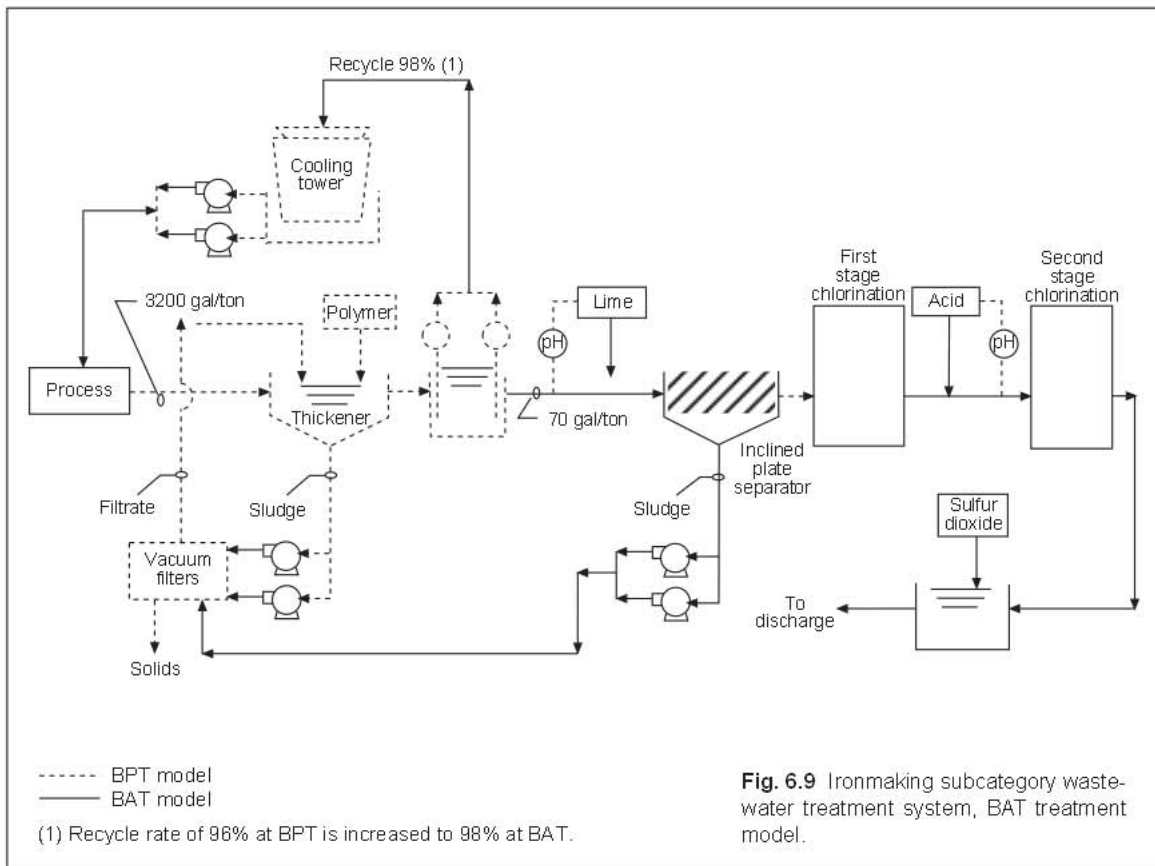 Recycle 98% (1)
Cooling
tower
3200 gal/ton
Polymer
Lime
pH
First
stage
chlorination
Acid
pH
Second
stage
chlorination
Process
Thickener
70 gal/ton
Inclined
plate
separator
Filtrate
Sludge
Sludge
Vacuum
filters
Solids
Sulfur
dioxide
To
discharge
BPT model
BAT model
(1) Recycle rate of 96% at BPT is increased to 98% at BAT.
Fig. 6.9 Ironmaking subcategory waste-
water treatment system, BAT treatment
model.